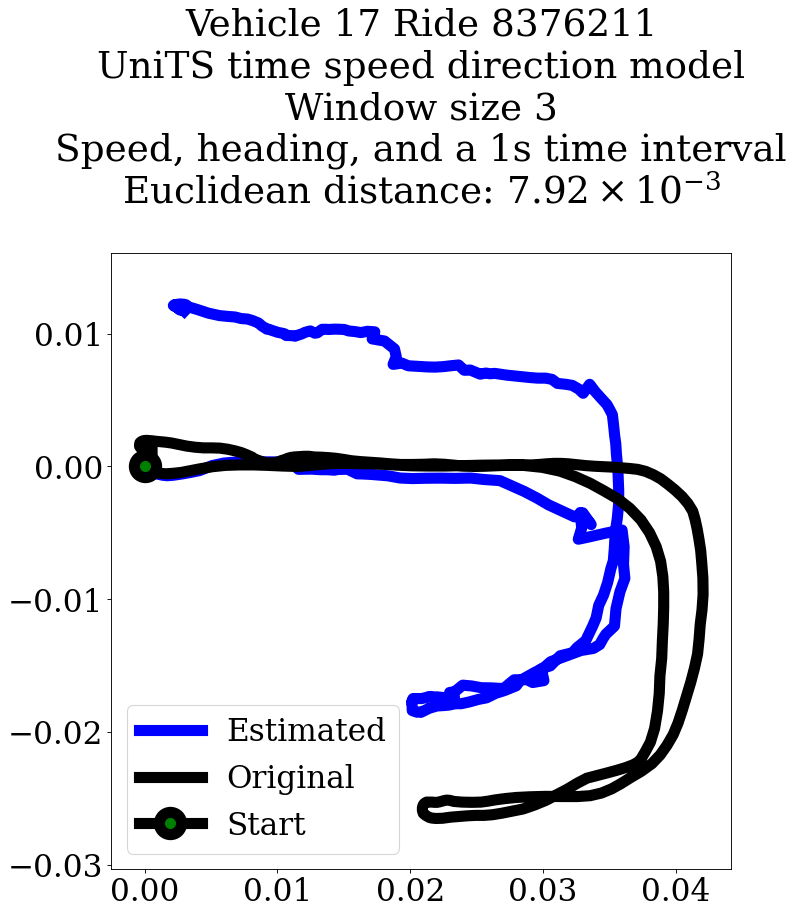 Vehicle 17 Ride 8376211
UniTS time speed direction model
Window size 3
Speed, heading, and a 1s time interval
Euclidean distance: 7.92 × 10⁻³
0.01
0.00
−0.01
−0.02
−0.03
Estimated
Original
Start
0.00 0.01 0.02 0.03 0.04